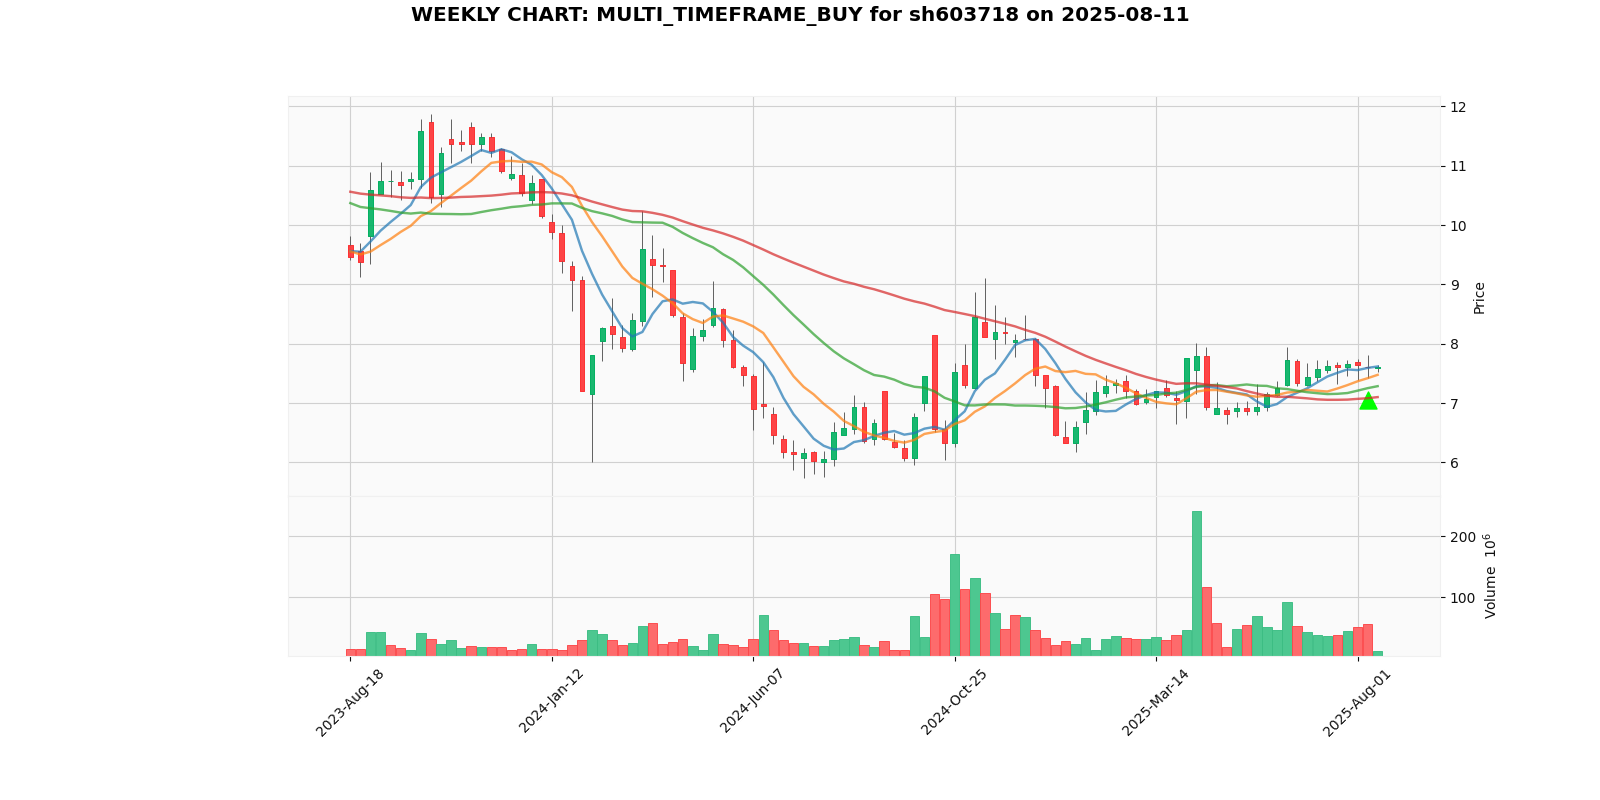 WEEKLY CHART: MULTI_TIMEFRAME_BUY for sh603718 on 2025-08-11
12
11
10
9
8
7
6
Price
200
100
Volume 10⁶
2023-Aug-18
2024-Jan-12
2024-Jun-07
2024-Oct-25
2025-Mar-14
2025-Aug-01